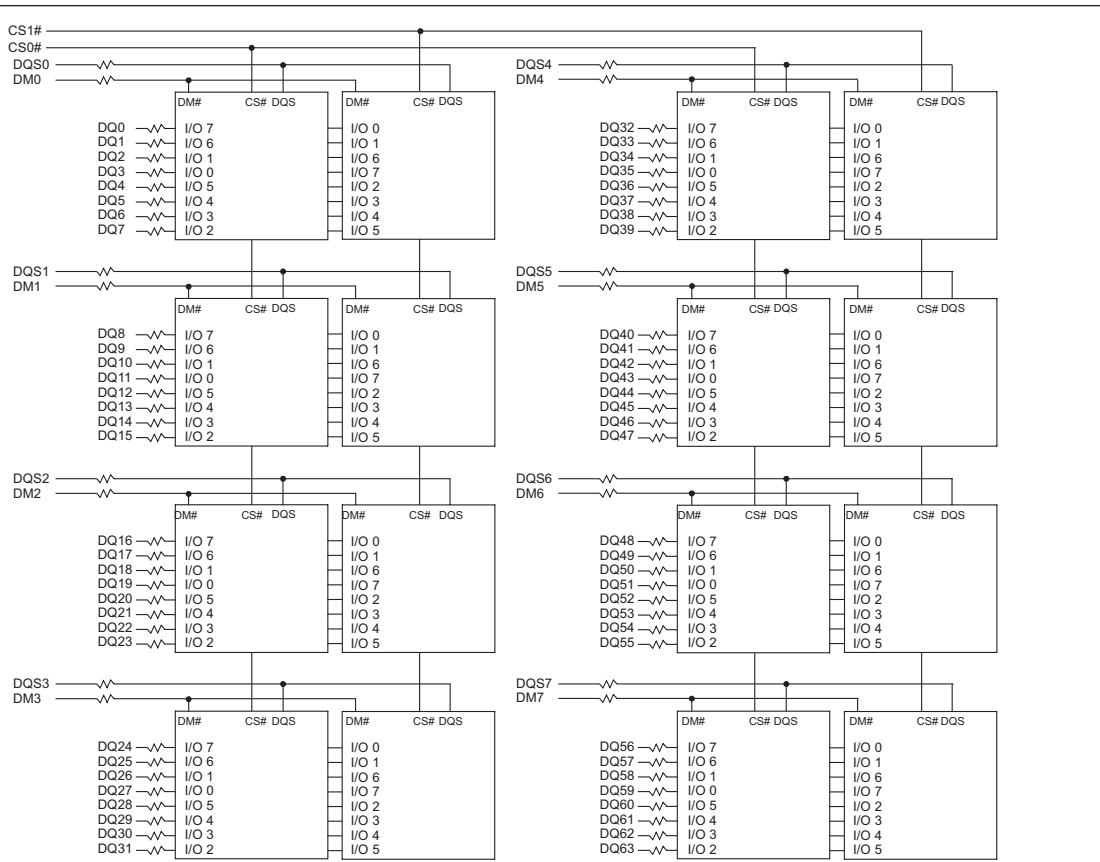 CS1#
CS0#
DQS0 DQS4
DM0 DM4
DM# CS# DQS DM# CS# DQS DM# CS# DQS DM# CS# DQS
DQ0 I/O 7 I/O 0 DQ32 I/O 7 I/O 0
DQ1 I/O 6 I/O 1 DQ33 I/O 6 I/O 1
DQ2 I/O 1 I/O 6 DQ34 I/O 1 I/O 6
DQ3 I/O 0 I/O 7 DQ35 I/O 0 I/O 7
DQ4 I/O 5 I/O 2 DQ36 I/O 5 I/O 2
DQ5 I/O 4 I/O 3 DQ37 I/O 4 I/O 3
DQ6 I/O 3 I/O 4 DQ38 I/O 3 I/O 4
DQ7 I/O 2 I/O 5 DQ39 I/O 2 I/O 5
DQS1 DQS5
DM1 DM5
DM# CS# DQS DM# CS# DQS DM# CS# DQS DM# CS# DQS
DQ8 I/O 7 I/O 0 DQ40 I/O 7 I/O 0
DQ9 I/O 6 I/O 1 DQ41 I/O 6 I/O 1
DQ10 I/O 1 I/O 6 DQ42 I/O 1 I/O 6
DQ11 I/O 0 I/O 7 DQ43 I/O 0 I/O 7
DQ12 I/O 5 I/O 2 DQ44 I/O 5 I/O 2
DQ13 I/O 4 I/O 3 DQ45 I/O 4 I/O 3
DQ14 I/O 3 I/O 4 DQ46 I/O 3 I/O 4
DQ15 I/O 2 I/O 5 DQ47 I/O 2 I/O 5
DQS2 DQS6
DM2 DM6
DM# CS# DQS DM# CS# DQS DM# CS# DQS DM# CS# DQS
DQ16 I/O 7 I/O 0 DQ48 I/O 7 I/O 0
DQ17 I/O 6 I/O 1 DQ49 I/O 6 I/O 1
DQ18 I/O 1 I/O 6 DQ50 I/O 1 I/O 6
DQ19 I/O 0 I/O 7 DQ51 I/O 0 I/O 7
DQ20 I/O 5 I/O 2 DQ52 I/O 5 I/O 2
DQ21 I/O 4 I/O 3 DQ53 I/O 4 I/O 3
DQ22 I/O 3 I/O 4 DQ54 I/O 3 I/O 4
DQ23 I/O 2 I/O 5 DQ55 I/O 2 I/O 5
DQS3 DQS7
DM3 DM7
DM# CS# DQS DM# CS# DQS DM# CS# DQS DM# CS# DQS
DQ24 I/O 7 I/O 0 DQ56 I/O 7 I/O 0
DQ25 I/O 6 I/O 1 DQ57 I/O 6 I/O 1
DQ26 I/O 1 I/O 6 DQ58 I/O 1 I/O 6
DQ27 I/O 0 I/O 7 DQ59 I/O 0 I/O 7
DQ28 I/O 5 I/O 2 DQ60 I/O 5 I/O 2
DQ29 I/O 4 I/O 3 DQ61 I/O 4 I/O 3
DQ30 I/O 3 I/O 4 DQ62 I/O 3 I/O 4
DQ31 I/O 2 I/O 5 DQ63 I/O 2 I/O 5